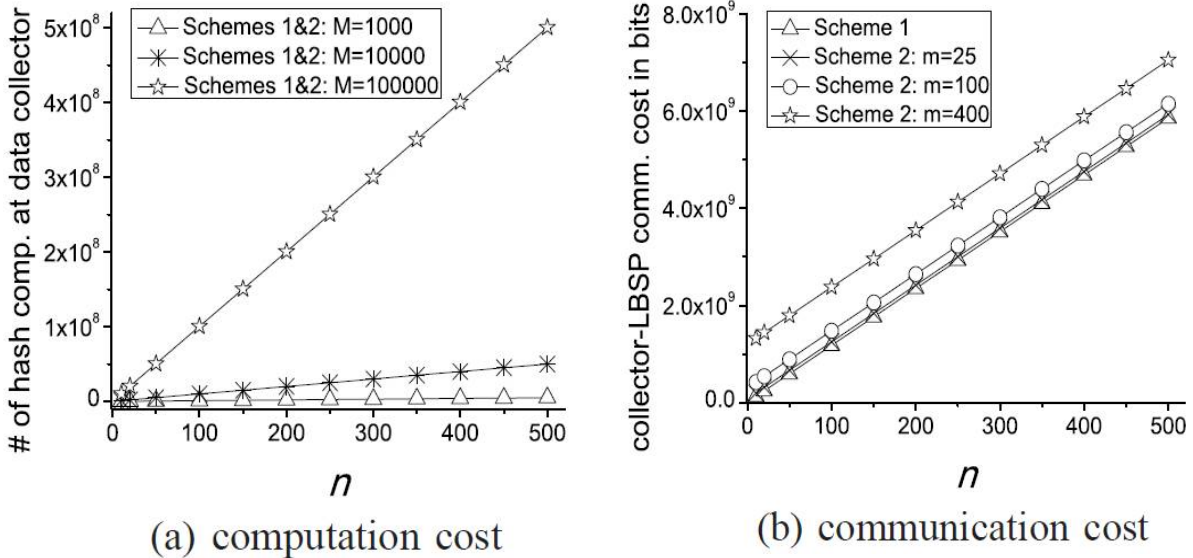 # of hash comp. at data collector
5x10⁸
4x10⁸
3x10⁸
2x10⁸
1x10⁸
0
Schemes 1&2: M=1000
Schemes 1&2: M=10000
Schemes 1&2: M=100000
0 100 200 300 400 500
n
(a) computation cost
collector-LBSP comm. cost in bits
8.0x10⁹
6.0x10⁹
4.0x10⁹
2.0x10⁹
0.0
Scheme 1
Scheme 2: m=25
Scheme 2: m=100
Scheme 2: m=400
0 100 200 300 400 500
n
(b) communication cost